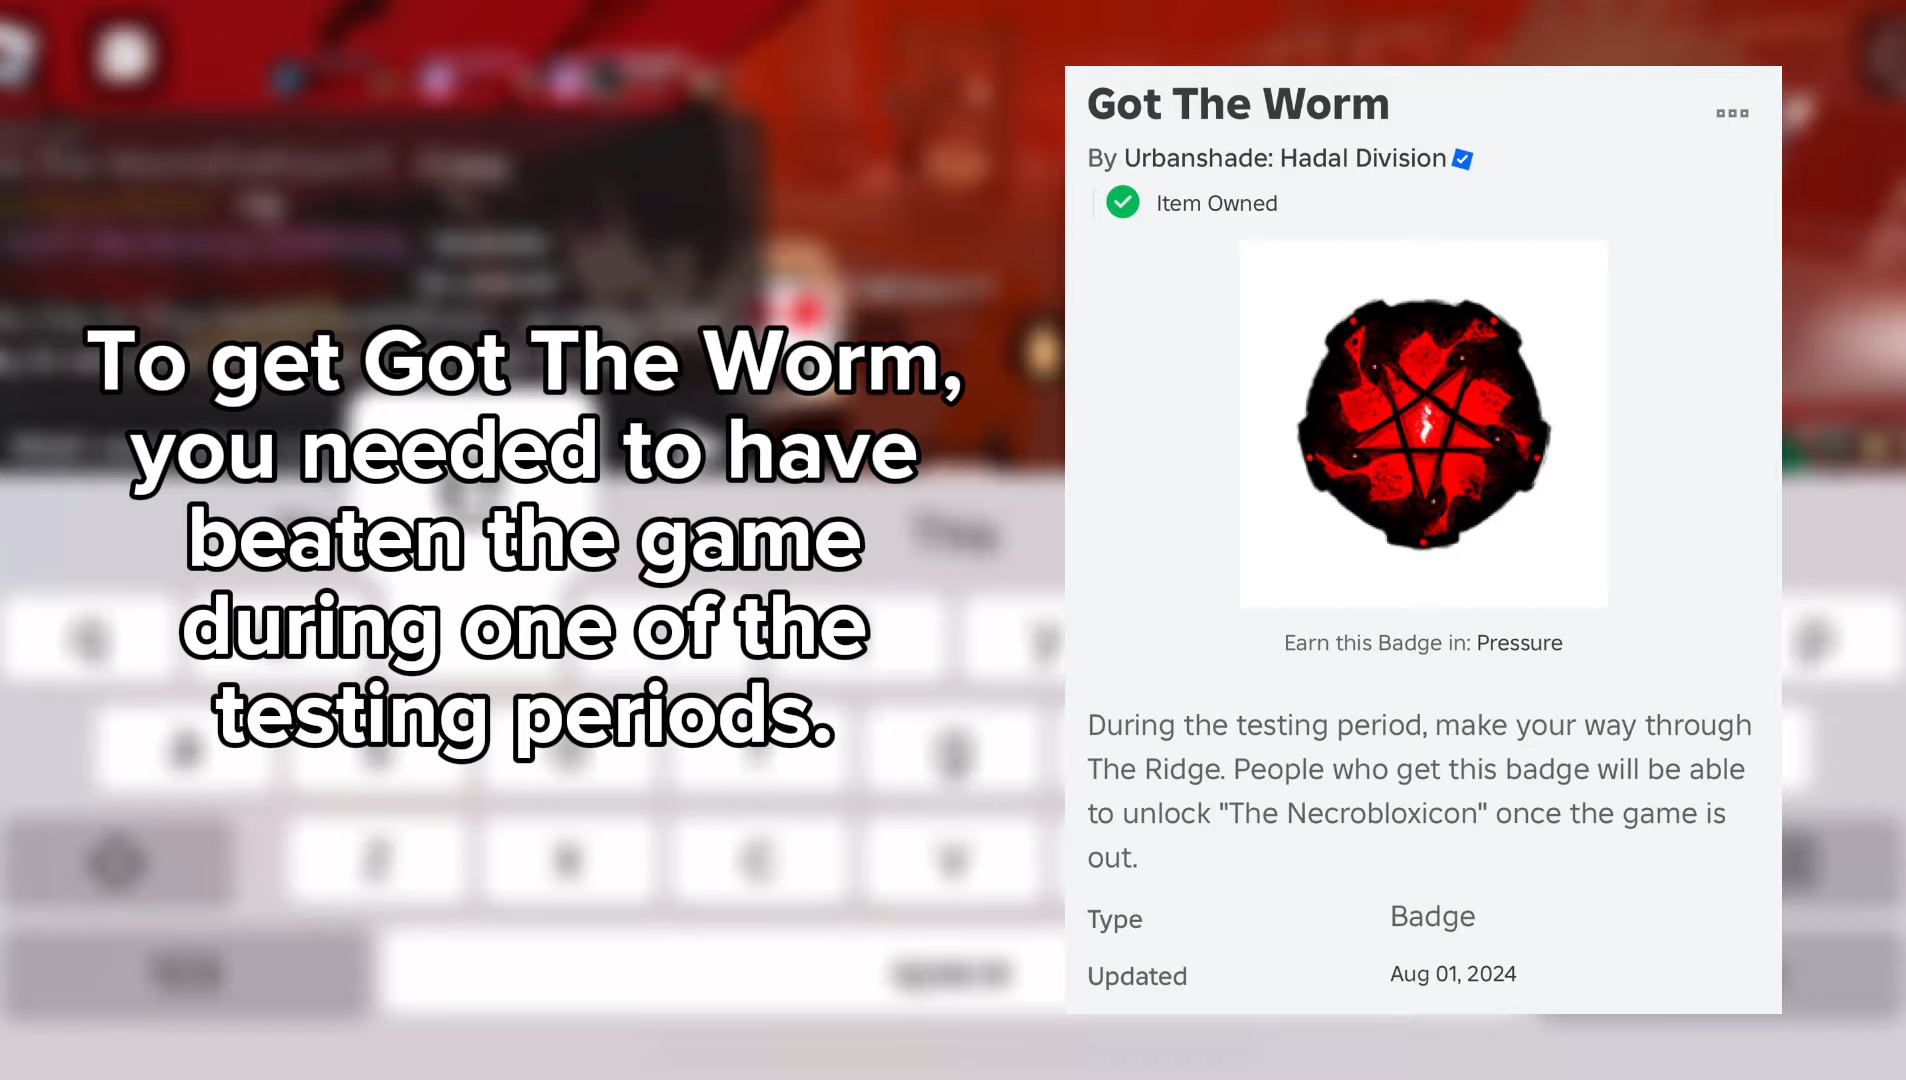 To get Got The Worm,
you needed to have
beaten the game
during one of the
testing periods.
Got The Worm
By Urbanshade: Hadal Division
Item Owned
Earn this Badge in: Pressure
During the testing period, make your way through
The Ridge. People who get this badge will be able
to unlock "The Necrobloxicon" once the game is
out.
Type Badge
Updated Aug 01, 2024
Z X C V